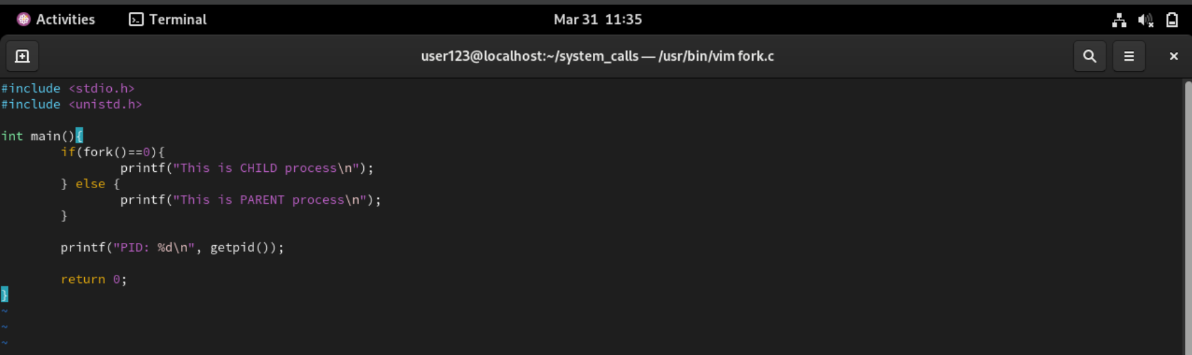 Activities Terminal Mar 31 11:35
user123@localhost:~/system_calls — /usr/bin/vim fork.c
#include <stdio.h>
#include <unistd.h>

int main(){
        if(fork()==0){
                printf("This is CHILD process\n");
        } else {
                printf("This is PARENT process\n");
        }

        printf("PID: %d\n", getpid());

        return 0;
}
~
~
~